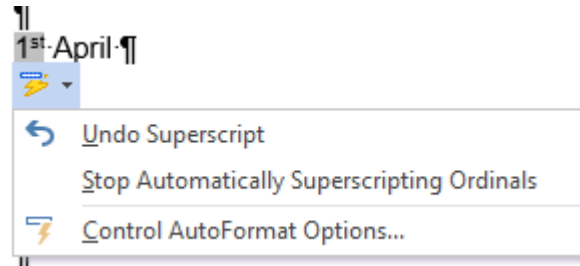 ¶
1st·April·¶
Undo Superscript
Stop Automatically Superscripting Ordinals
Control AutoFormat Options...
¶